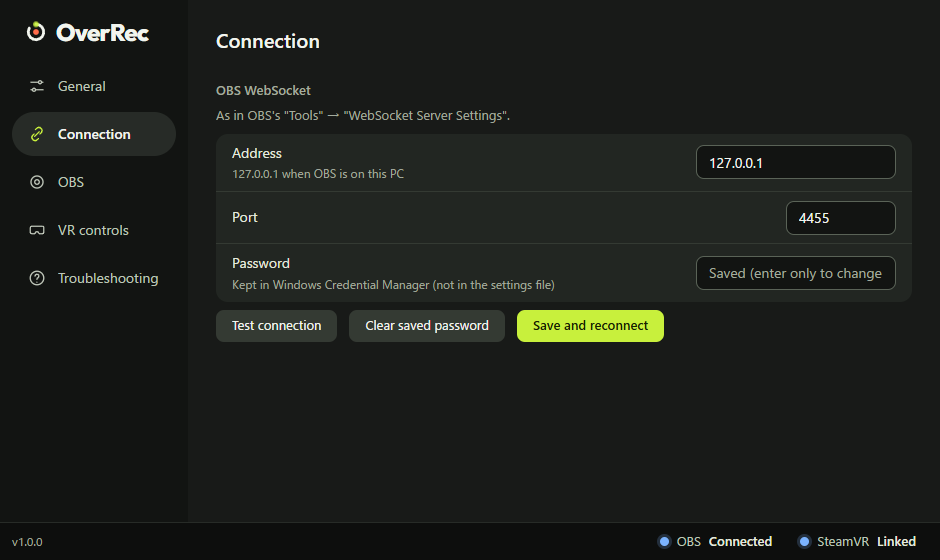 OverRec
General
Connection
OBS
VR controls
Troubleshooting
Connection
OBS WebSocket
As in OBS's "Tools" → "WebSocket Server Settings".
Address
127.0.0.1 when OBS is on this PC
127.0.0.1
Port
4455
Password
Kept in Windows Credential Manager (not in the settings file)
Saved (enter only to change
Test connection
Clear saved password
Save and reconnect
v1.0.0
OBS Connected
SteamVR Linked